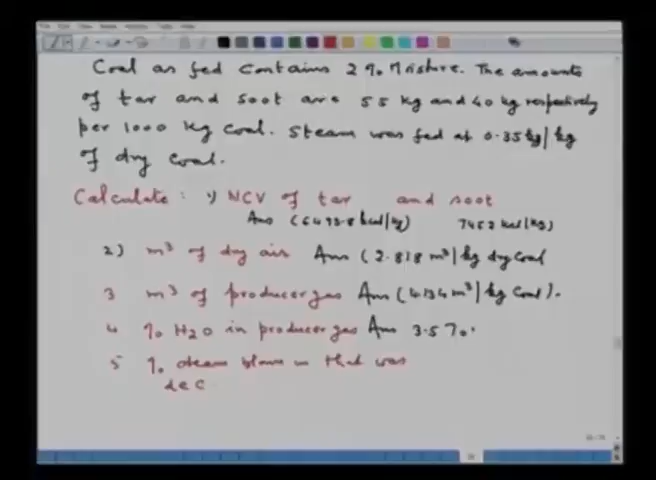 Coal as fed contains 2 % Moisture. The amounts
of tar and soot are 55 kg and 40 kg respectively
per 1000 kg coal. Steam was fed at 0.35 kg/kg
of dry coal.
Calculate : 1) NCV of tar and soot
Ans (6493.8 kcal/kg) 7452 kcal/kg)
2) m³ of dry air Ans (2.818 m³/kg dry coal
3 m³ of producer gas Ans (4.134 m³/kg coal).
4 % H2O in producer gas Ans 3.5 %.
5 % steam blown in that was
dec